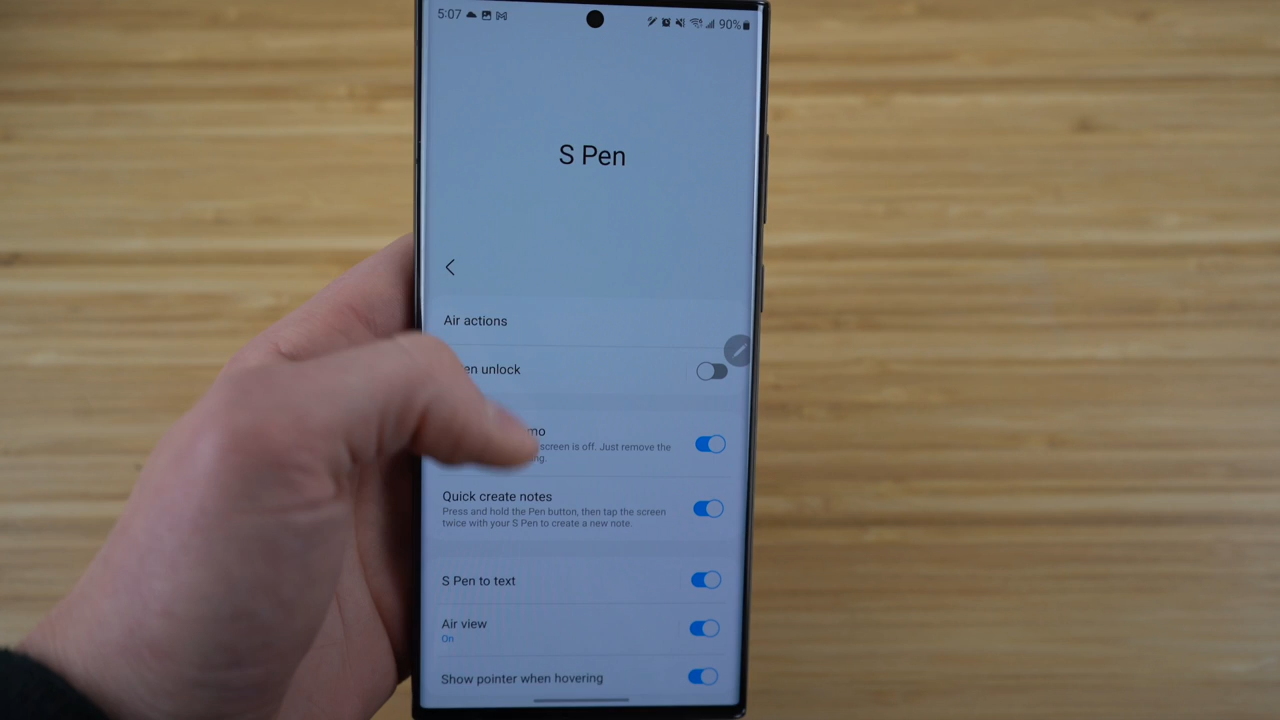 5:07 90%
S Pen
Air actions
unlock
screen is off. Just remove the
Quick create notes
Press and hold the Pen button, then tap the screen
twice with your S Pen to create a new note.
S Pen to text
Air view
On
Show pointer when hovering